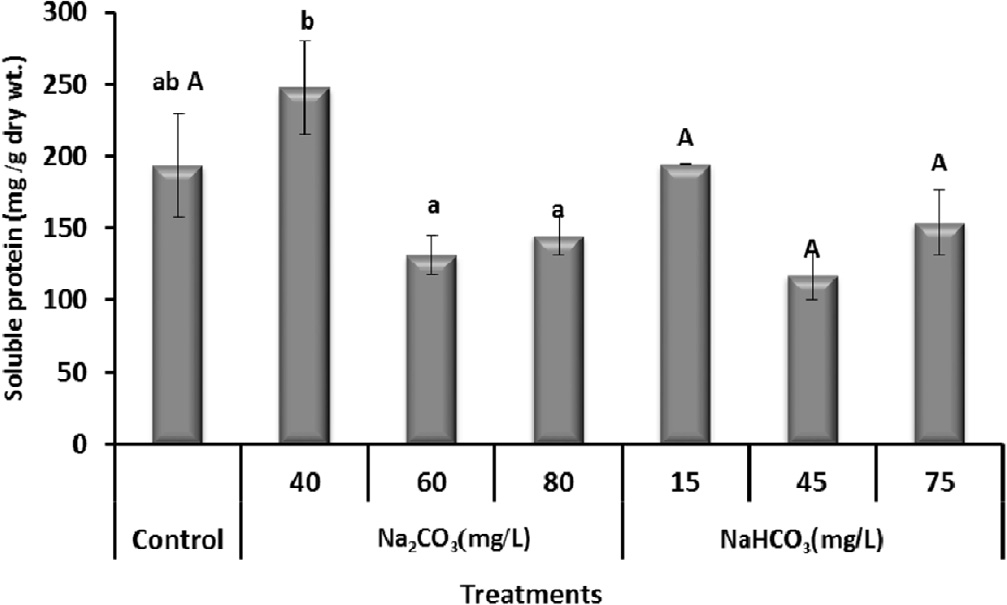 300
250
200
150
100
50
0
Soluble protein (mg /g dry wt.)
ab A
b
a
a
A
A
A
40
60
80
15
45
75
Control
Na₂CO₃(mg/L)
NaHCO₃(mg/L)
Treatments